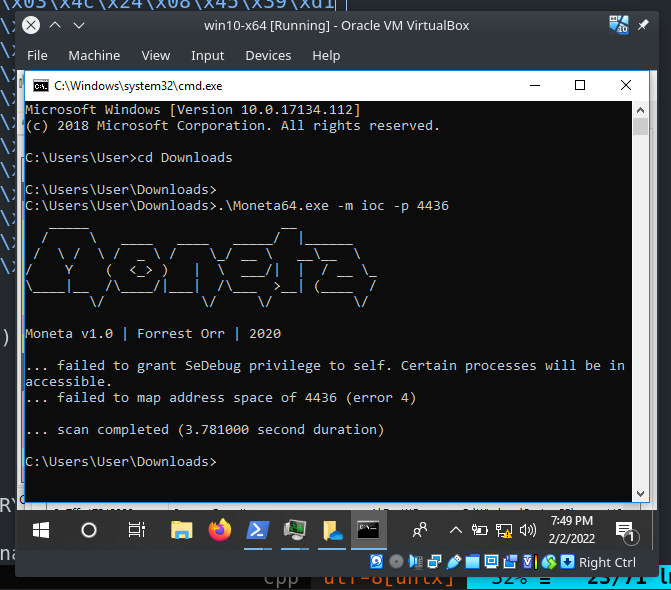 \x03\x4c\x24\x08\x45\x39\xd1
win10-x64 [Running] - Oracle VM VirtualBox
File Machine View Input Devices Help
C:\Windows\system32\cmd.exe
Microsoft Windows [Version 10.0.17134.112]
(c) 2018 Microsoft Corporation. All rights reserved.
C:\Users\User>cd Downloads
C:\Users\User\Downloads>
C:\Users\User\Downloads>.\Moneta64.exe -m ioc -p 4436
Moneta
Moneta v1.0 | Forrest Orr | 2020
... failed to grant SeDebug privilege to self. Certain processes will be in
accessible.
... failed to map address space of 4436 (error 4)
... scan completed (3.781000 second duration)
C:\Users\User\Downloads>
7:49 PM
2/2/2022
1
Right Ctrl
cpp utf-8[unix] 32% 23/71